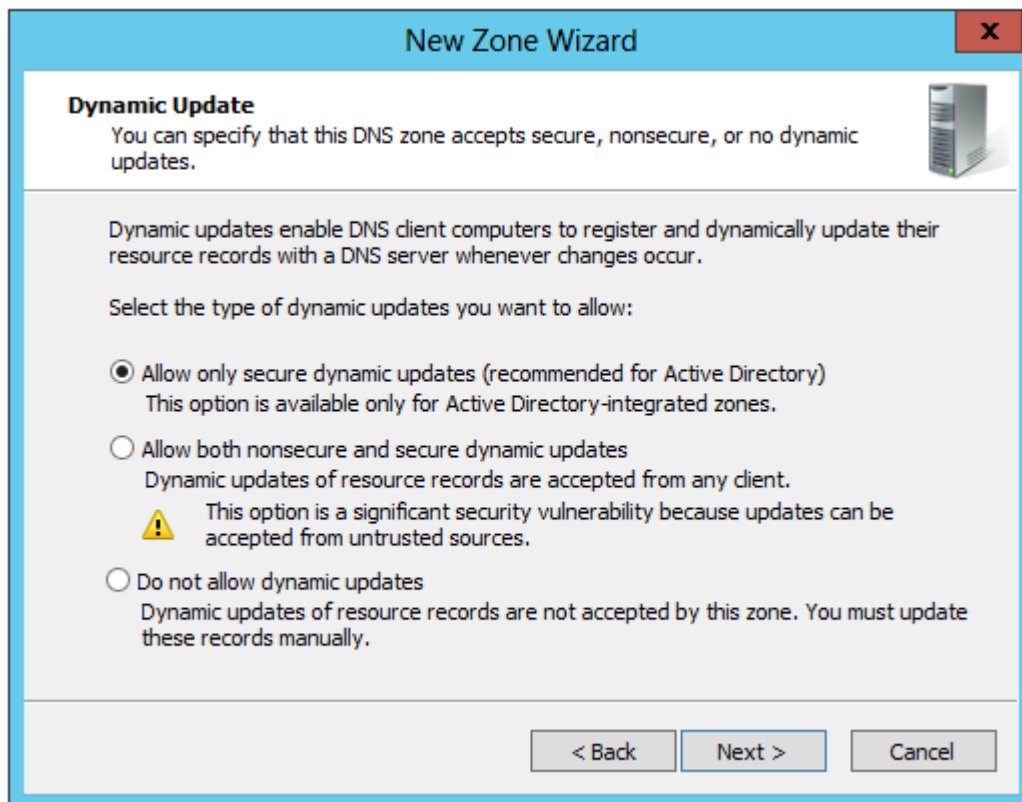 New Zone Wizard
x
Dynamic Update
You can specify that this DNS zone accepts secure, nonsecure, or no dynamic
updates.
Dynamic updates enable DNS client computers to register and dynamically update their
resource records with a DNS server whenever changes occur.
Select the type of dynamic updates you want to allow:
Allow only secure dynamic updates (recommended for Active Directory)
This option is available only for Active Directory-integrated zones.
Allow both nonsecure and secure dynamic updates
Dynamic updates of resource records are accepted from any client.
This option is a significant security vulnerability because updates can be
accepted from untrusted sources.
Do not allow dynamic updates
Dynamic updates of resource records are not accepted by this zone. You must update
these records manually.
< Back Next > Cancel